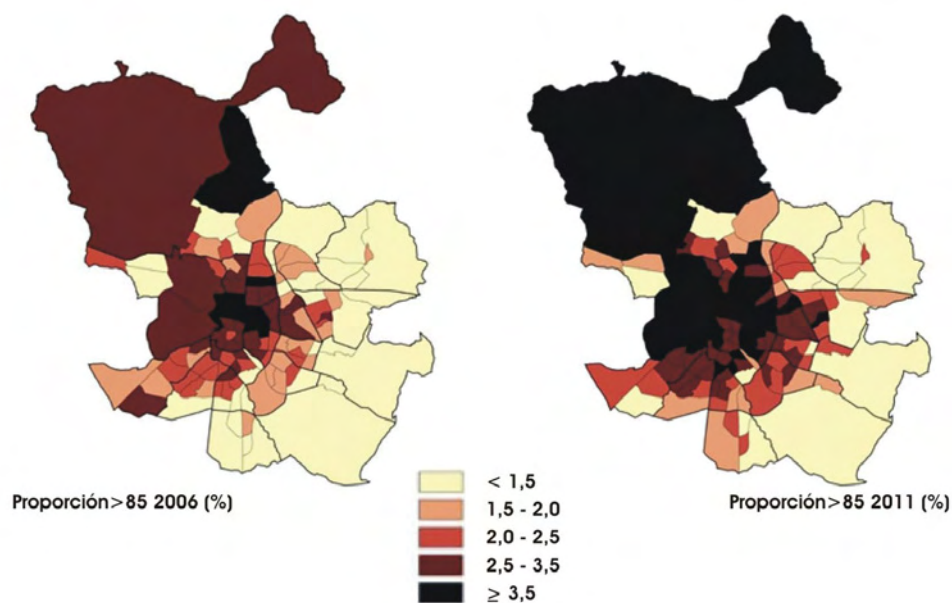 Proporción>85 2006 (%)
Proporción>85 2011 (%)
< 1,5
1,5 - 2,0
2,0 - 2,5
2,5 - 3,5
≥ 3,5